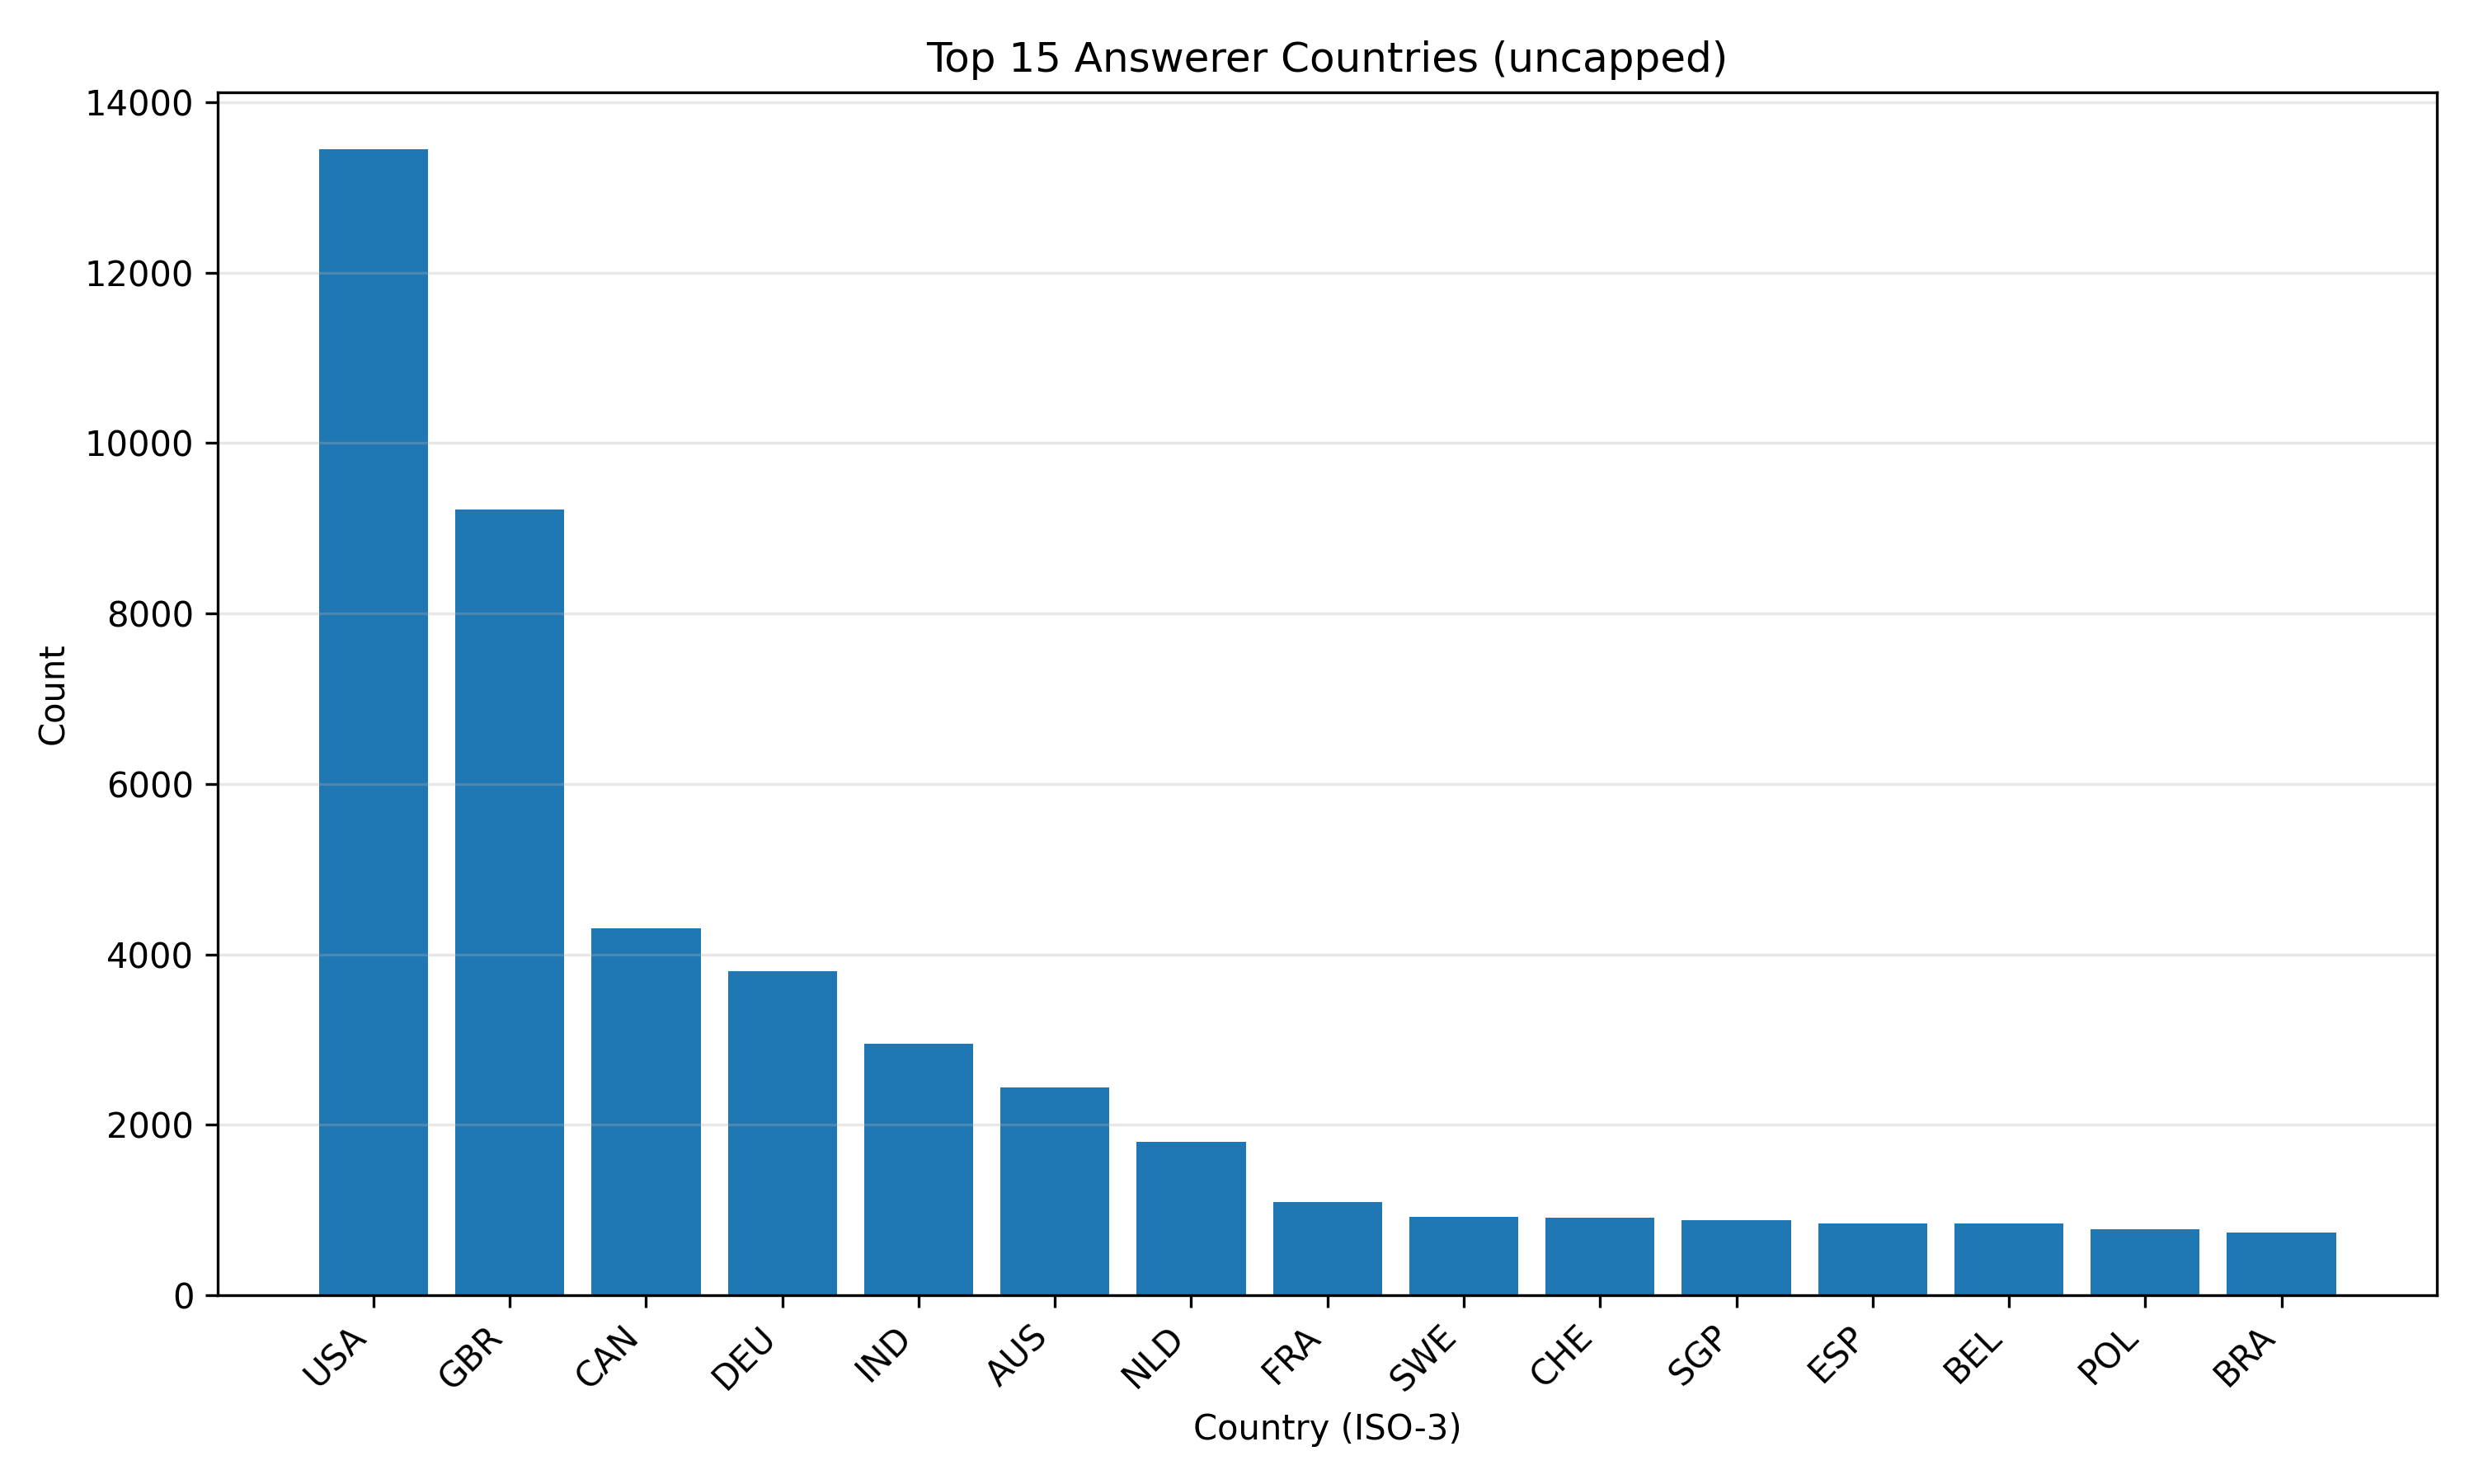 Top 15 Answerer Countries (uncapped)
14000
12000
10000
8000
6000
4000
2000
0
Count
USA
GBR
CAN
DEU
IND
AUS
NLD
FRA
SWE
CHE
SGP
ESP
BEL
POL
BRA
Country (ISO-3)